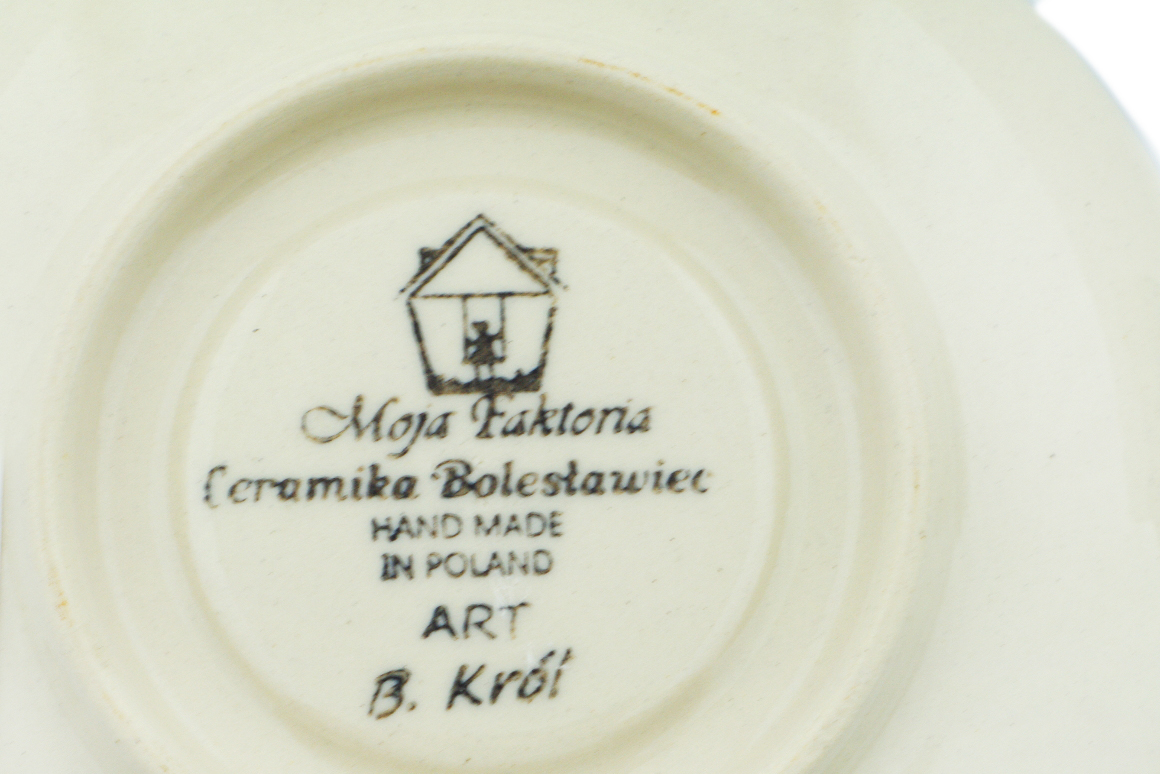 Moja Faktoria
Ceramika Bolesławiec
HAND MADE
IN POLAND
ART
B. Król